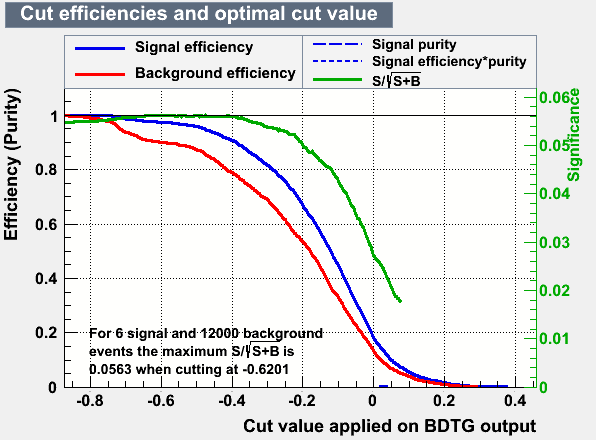 Cut efficiencies and optimal cut value
Signal efficiency
Background efficiency
Signal purity
Signal efficiency*purity
S/√S+B
Efficiency (Purity)
1
0.8
0.6
0.4
0.2
0
0.06
0.05
0.04
0.03
0.02
0.01
0
Significance
For 6 signal and 12000 background
events the maximum S/√S+B is
0.0563 when cutting at -0.6201
-0.8 -0.6 -0.4 -0.2 0 0.2 0.4
Cut value applied on BDTG output